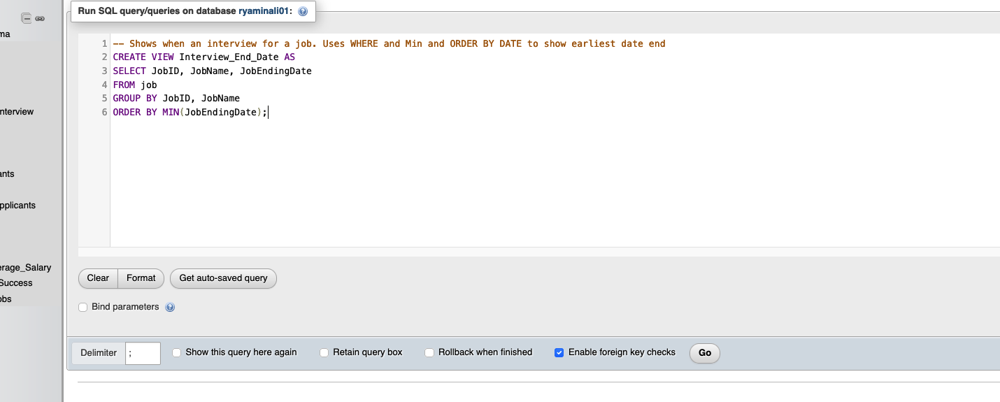 Run SQL query/queries on database ryaminali01:
ma
nterview
ants
pplicants
erage_Salary
Success
obs
1 -- Shows when an interview for a job. Uses WHERE and Min and ORDER BY DATE to show earliest date end
2 CREATE VIEW Interview_End_Date AS
3 SELECT JobID, JobName, JobEndingDate
4 FROM job
5 GROUP BY JobID, JobName
6 ORDER BY MIN(JobEndingDate);
Clear Format Get auto-saved query
Bind parameters
Delimiter ; Show this query here again Retain query box Rollback when finished Enable foreign key checks Go